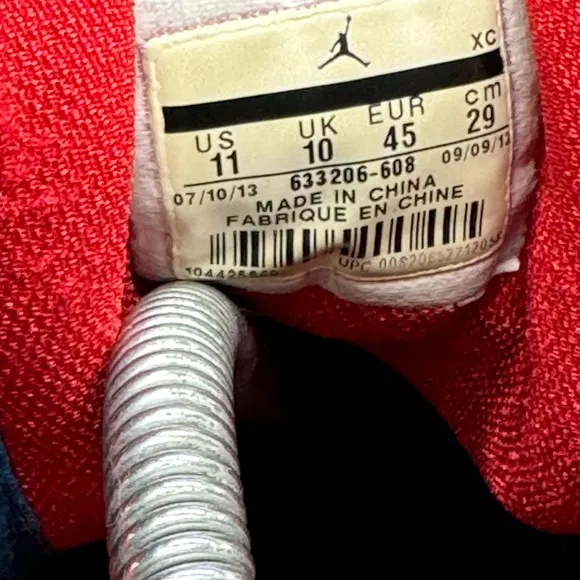 XC
US UK EUR cm
11 10 45 29
07/10/13 633206-608 09/09/13
MADE IN CHINA
FABRIQUE EN CHINE
UPC